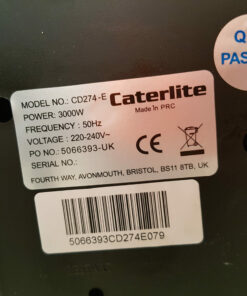 MODEL NO.: CD274-E
Caterlite
POWER: 3000W
Made In PRC
FREQUENCY : 50Hz
VOLTAGE : 220-240V~
PO NO.: 5066393-UK
CE
SERIAL NO.:
FOURTH WAY, AVONMOUTH, BRISTOL, BS11 8TB, UK
5066393CD274E079